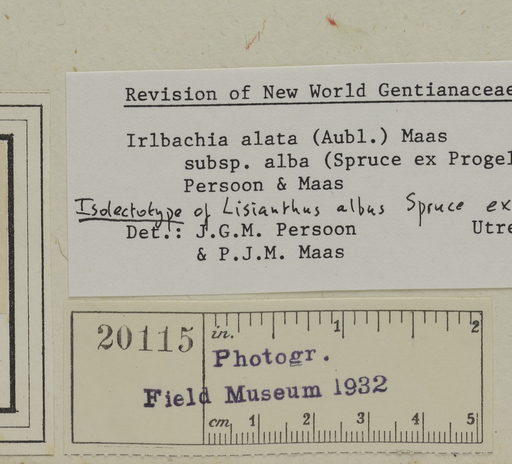 Revision of New World Gentianaceae
Irlbachia alata (Aubl.) Maas
subsp. alba (Spruce ex Progel
Persoon & Maas
Isolectotype of Lisianthus albus Spruce ex
Det.: J.G.M. Persoon Utre
& P.J.M. Maas
20115
in. 1 2
Photogr.
Field Museum 1932
cm 1 2 3 4 5